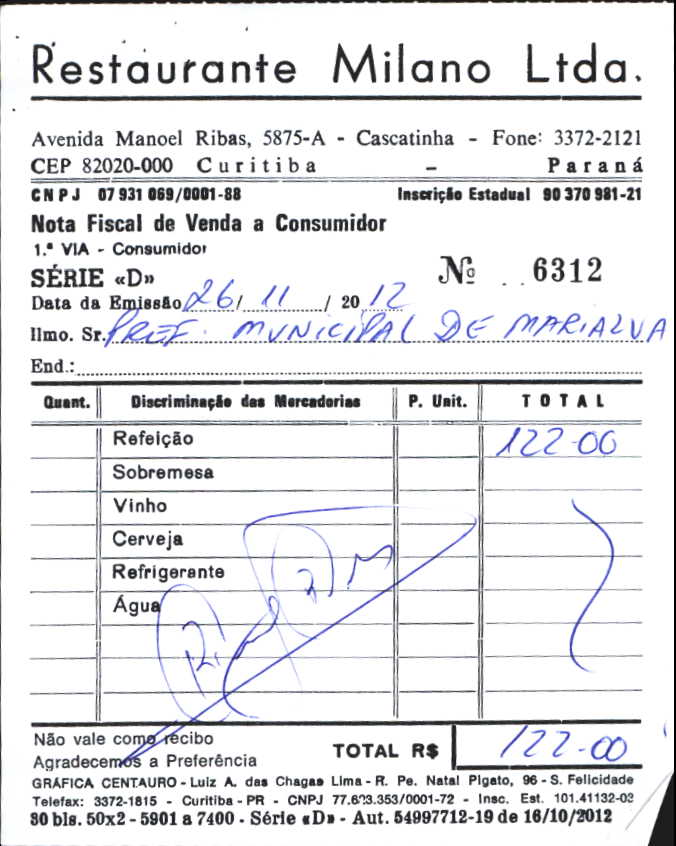 Restaurante Milano Ltda.
Avenida Manoel Ribas, 5875-A - Cascatinha - Fone: 3372-2121
CEP 82020-000 Curitiba - Paraná
CNPJ 07 931 069/0001-88 Inscrição Estadual 90 370 981-21
Nota Fiscal de Venda a Consumidor
1.ª VIA - Consumidor
SÉRIE «D» Nº 6312
Data da Emissão 26/ 11 / 20 12
Ilmo. Sr. PREF. MUNICIPAL DE MARIALVA
End.:
Quant. Discriminação das Mercadorias P. Unit. TOTAL
Refeição 122-00
Sobremesa
Vinho
Cerveja
Refrigerante
Água
Não vale como recibo
Agradecemos a Preferência
TOTAL R$ 122-00
GRÁFICA CENTAURO - Luiz A. das Chagas Lima - R. Pe. Natal Pigato, 96 - S. Felicidade
Telefax: 3372-1815 - Curitiba - PR - CNPJ 77.633.353/0001-72 - Insc. Est. 101.41132-03
30 bls. 50x2 - 5901 a 7400 - Série «D» - Aut. 54997712-19 de 16/10/2012